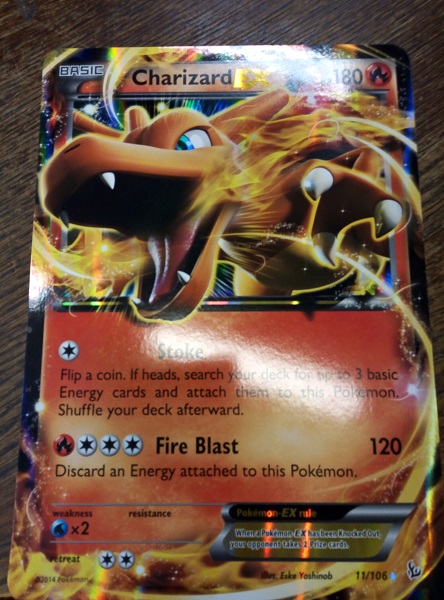 BASIC Charizard EX 180
Stoke
Flip a coin. If heads, search your deck for up to 3 basic
Energy cards and attach them to this Pokémon.
Shuffle your deck afterward.
Fire Blast 120
Discard an Energy attached to this Pokémon.
weakness resistance
×2
Pokémon-EX rule
When a Pokémon-EX has been Knocked Out,
your opponent takes 2 Prize cards.
retreat
©2014 Pokémon illus. Eske Yoshinob 11/106